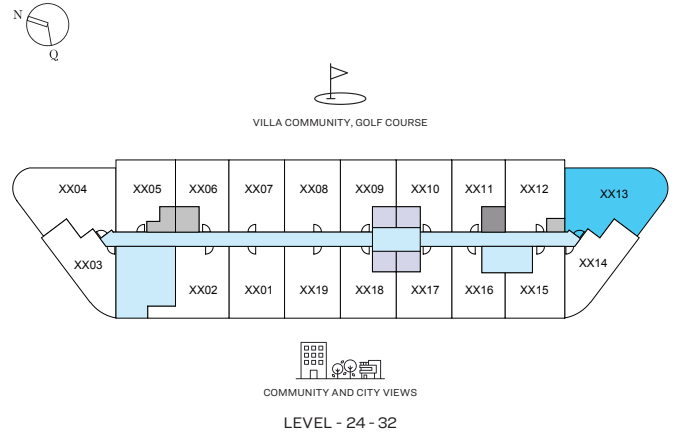 N
Q
VILLA COMMUNITY, GOLF COURSE
XX04 XX05 XX06 XX07 XX08 XX09 XX10 XX11 XX12 XX13
XX03 XX14
XX02 XX01 XX19 XX18 XX17 XX16 XX15
COMMUNITY AND CITY VIEWS
LEVEL - 24 - 32